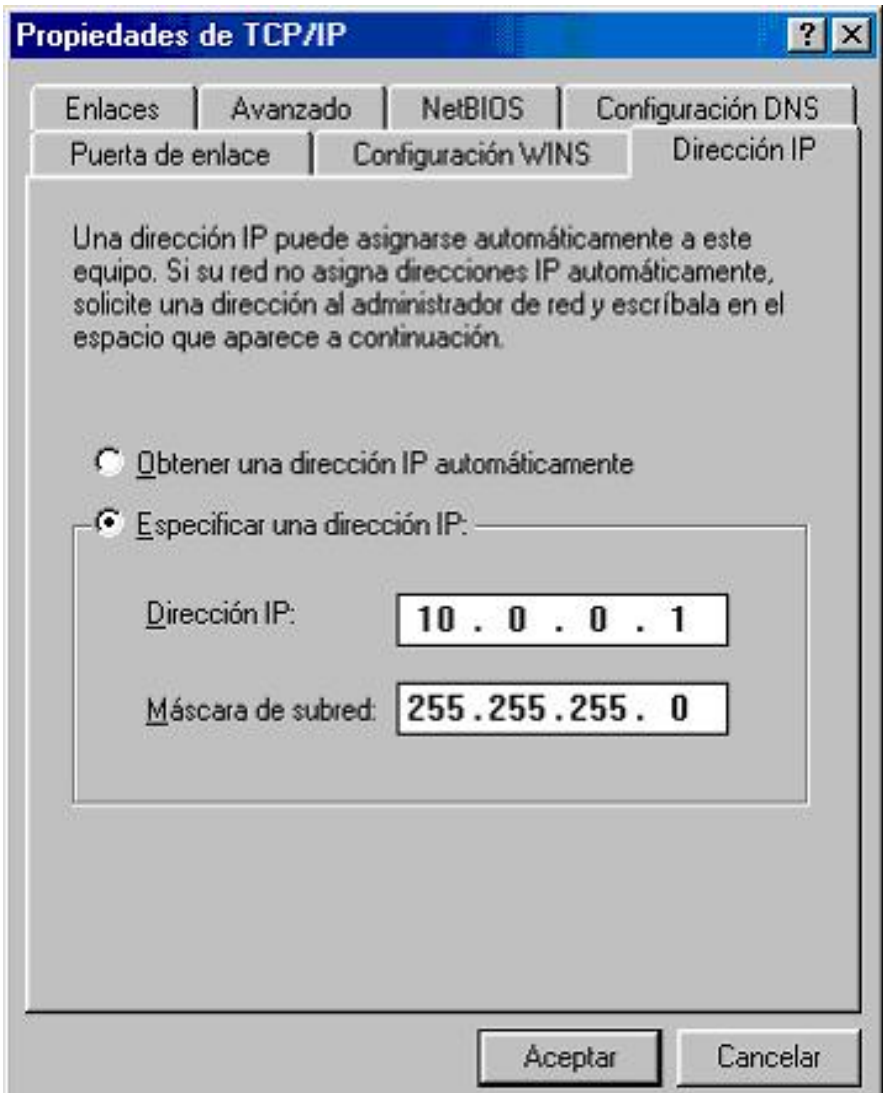 Propiedades de TCP/IP
Enlaces
Avanzado
NetBIOS
Configuración DNS
Puerta de enlace
Configuración WINS
Dirección IP
Una dirección IP puede asignarse automáticamente a este
equipo. Si su red no asigna direcciones IP automáticamente,
solicite una dirección al administrador de red y escríbala en el
espacio que aparece a continuación.
Obtener una dirección IP automáticamente
Especificar una dirección IP:
Dirección IP: 10 . 0 . 0 . 1
Máscara de subred: 255.255.255. 0
Aceptar
Cancelar